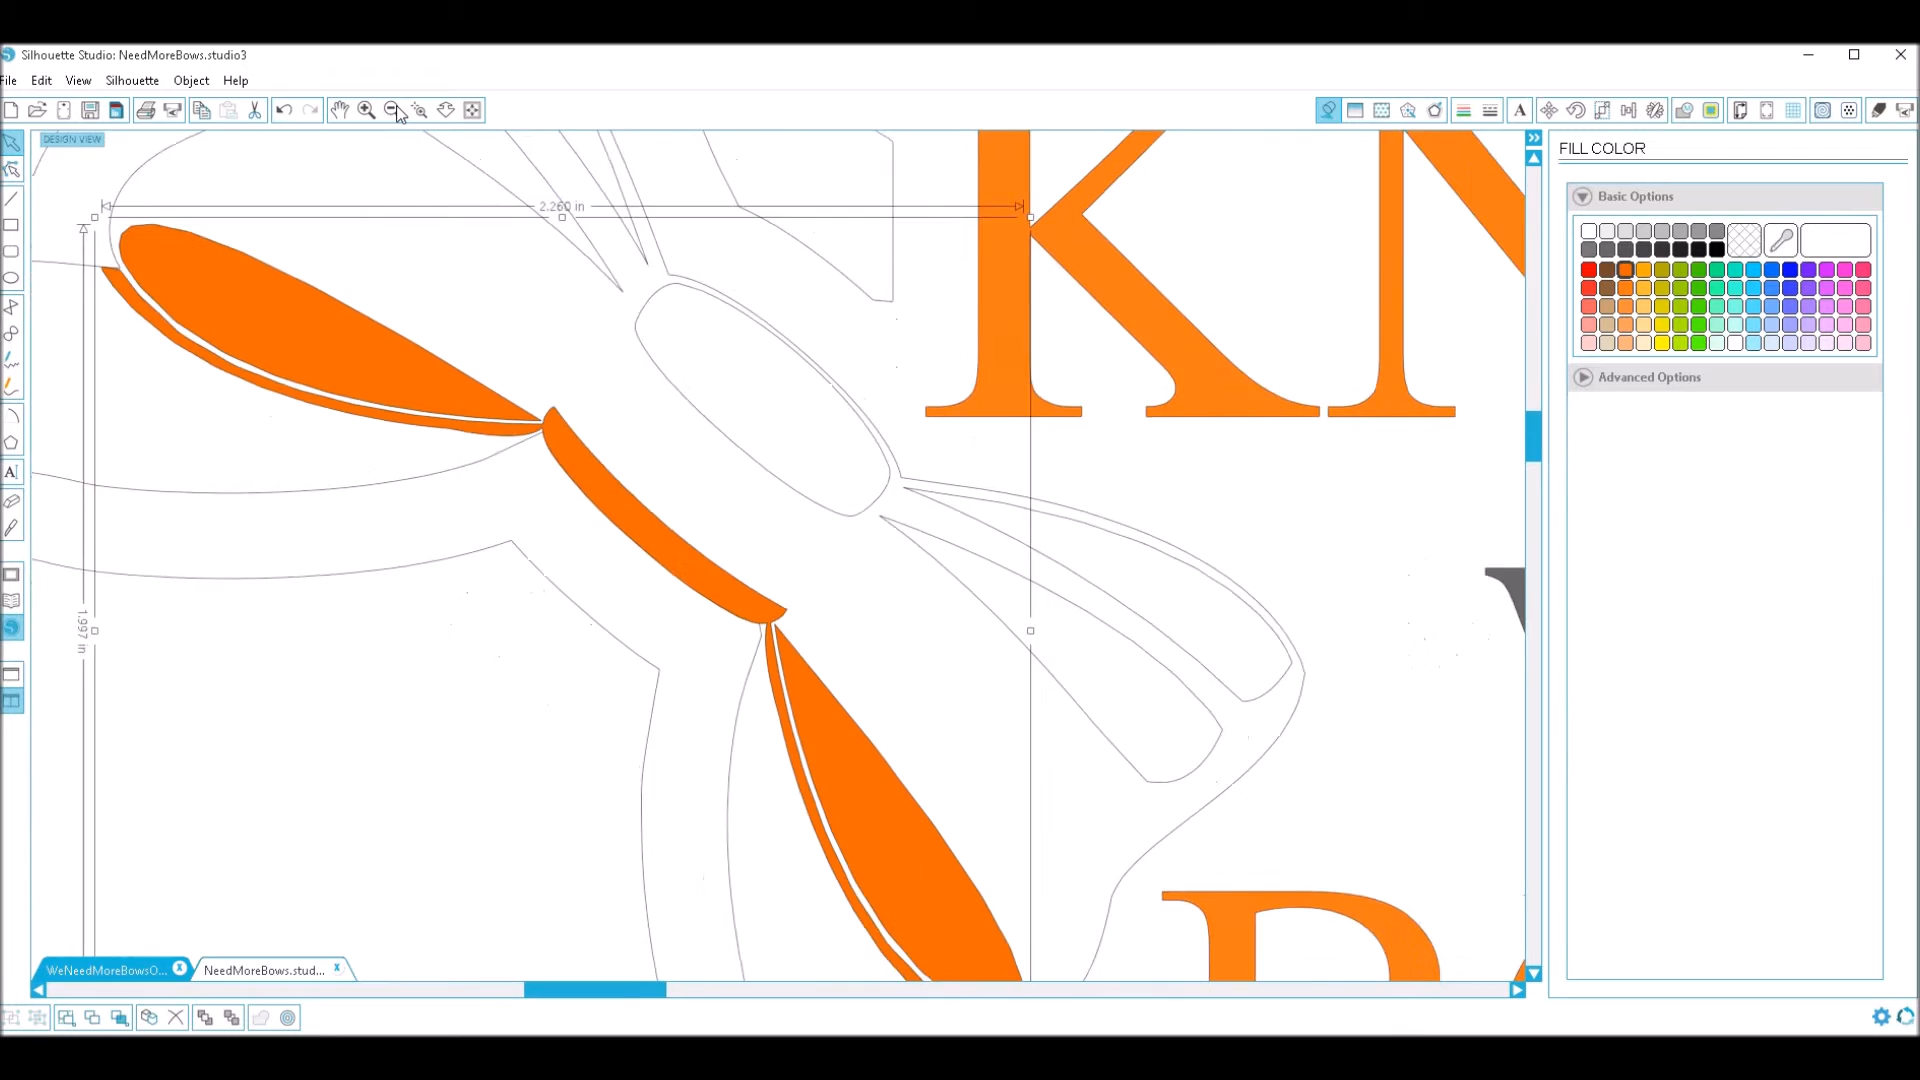 Silhouette Studio: NeedMoreBows.studio3
File Edit View Silhouette Object Help
DESIGN VIEW
FILL COLOR
Basic Options
Advanced Options
2.260 in
1.997 in
K
WeNeedMoreBowsO...
NeedMoreBows.stud...